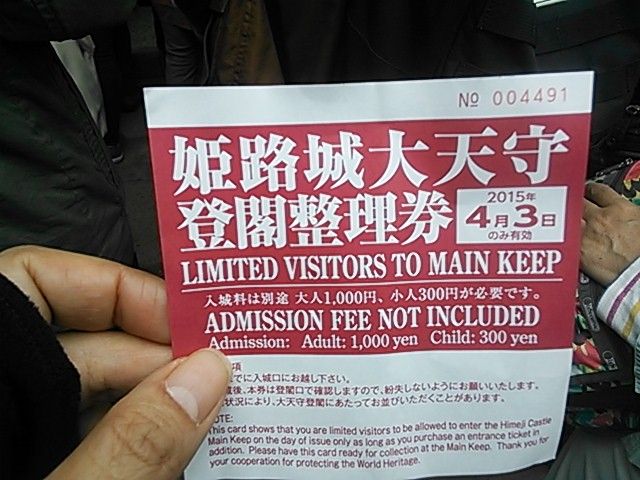 No 004491
姫路城大天守
登閣整理券
2015年
4月3日
のみ有効
LIMITED VISITORS TO MAIN KEEP
入城料は別途 大人1,000円、小人300円が必要です。
ADMISSION FEE NOT INCLUDED
Admission: Adult: 1,000 yen Child: 300 yen
項
でに入城口にお越し下さい。
後、本券は登閣口で確認しますので、紛失しないようにお願いいたします。
状況により、大天守登閣にあたってお並びいただくことがあります。
NOTE:
This card shows that you are limited visitors to be allowed to enter the Himeji Castle
Main Keep on the day of issue only as long as you purchase an entrance ticket in
addition. Please have this card ready for collection at the Main Keep. Thank you for
your cooperation for protecting the World Heritage.